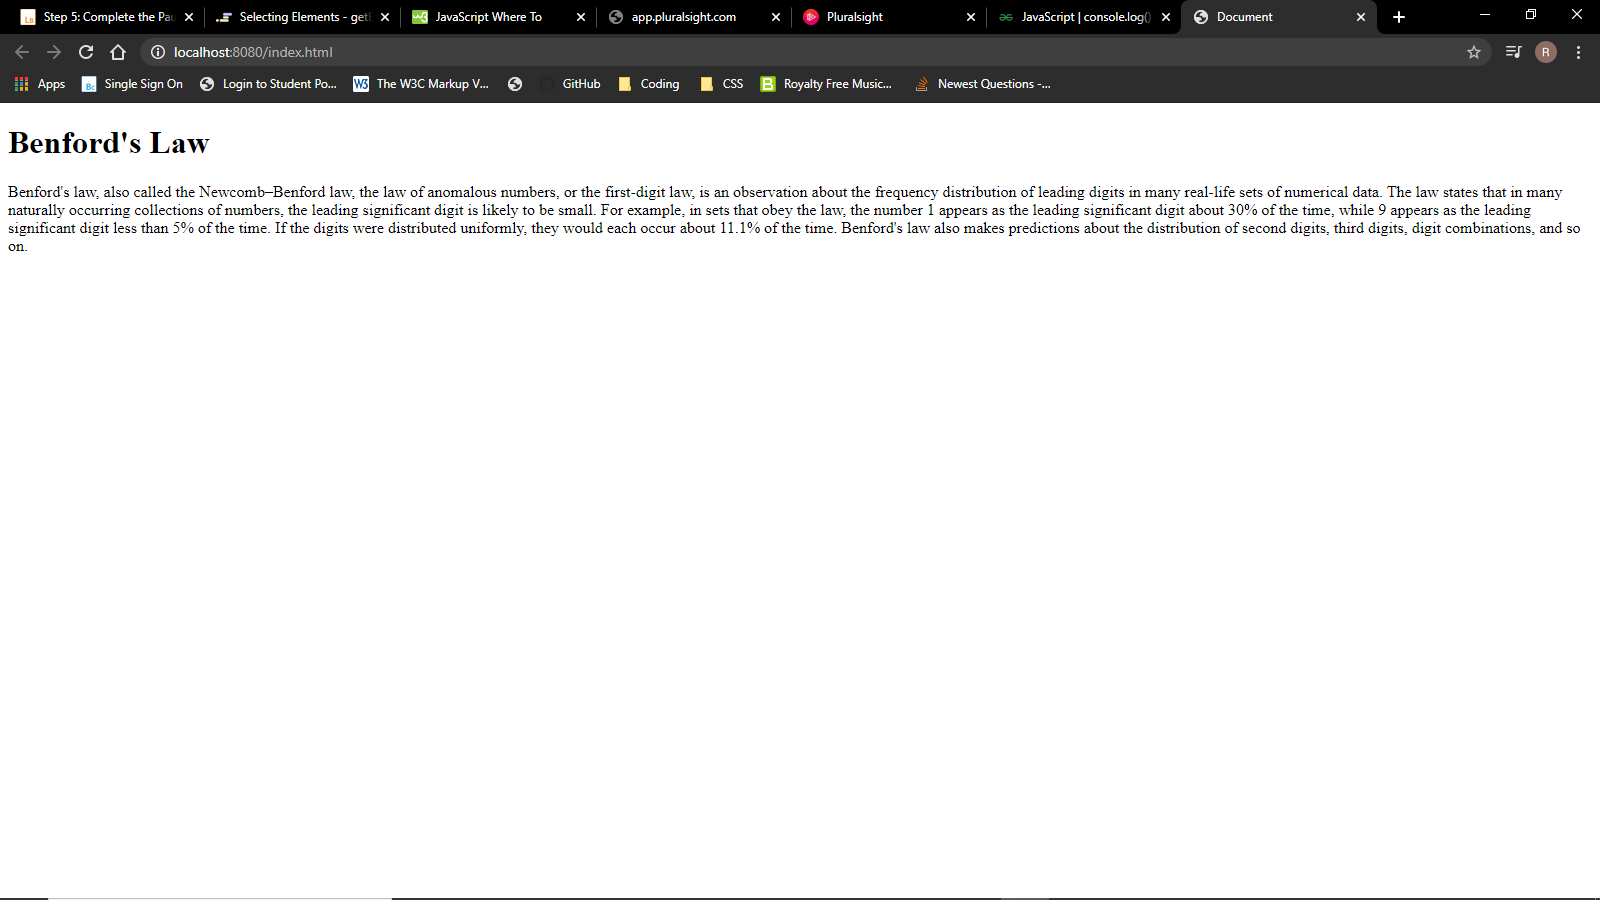 Step 5: Complete the Pau
Selecting Elements - get
JavaScript Where To
app.pluralsight.com
Pluralsight
JavaScript | console.log()
Document
localhost:8080/index.html
R
Apps
Single Sign On
Login to Student Po...
The W3C Markup V...
GitHub
Coding
CSS
Royalty Free Music...
Newest Questions -...
Benford's Law
Benford's law, also called the Newcomb–Benford law, the law of anomalous numbers, or the first-digit law, is an observation about the frequency distribution of leading digits in many real-life sets of numerical data. The law states that in many
naturally occurring collections of numbers, the leading significant digit is likely to be small. For example, in sets that obey the law, the number 1 appears as the leading significant digit about 30% of the time, while 9 appears as the leading
significant digit less than 5% of the time. If the digits were distributed uniformly, they would each occur about 11.1% of the time. Benford's law also makes predictions about the distribution of second digits, third digits, digit combinations, and so
on.